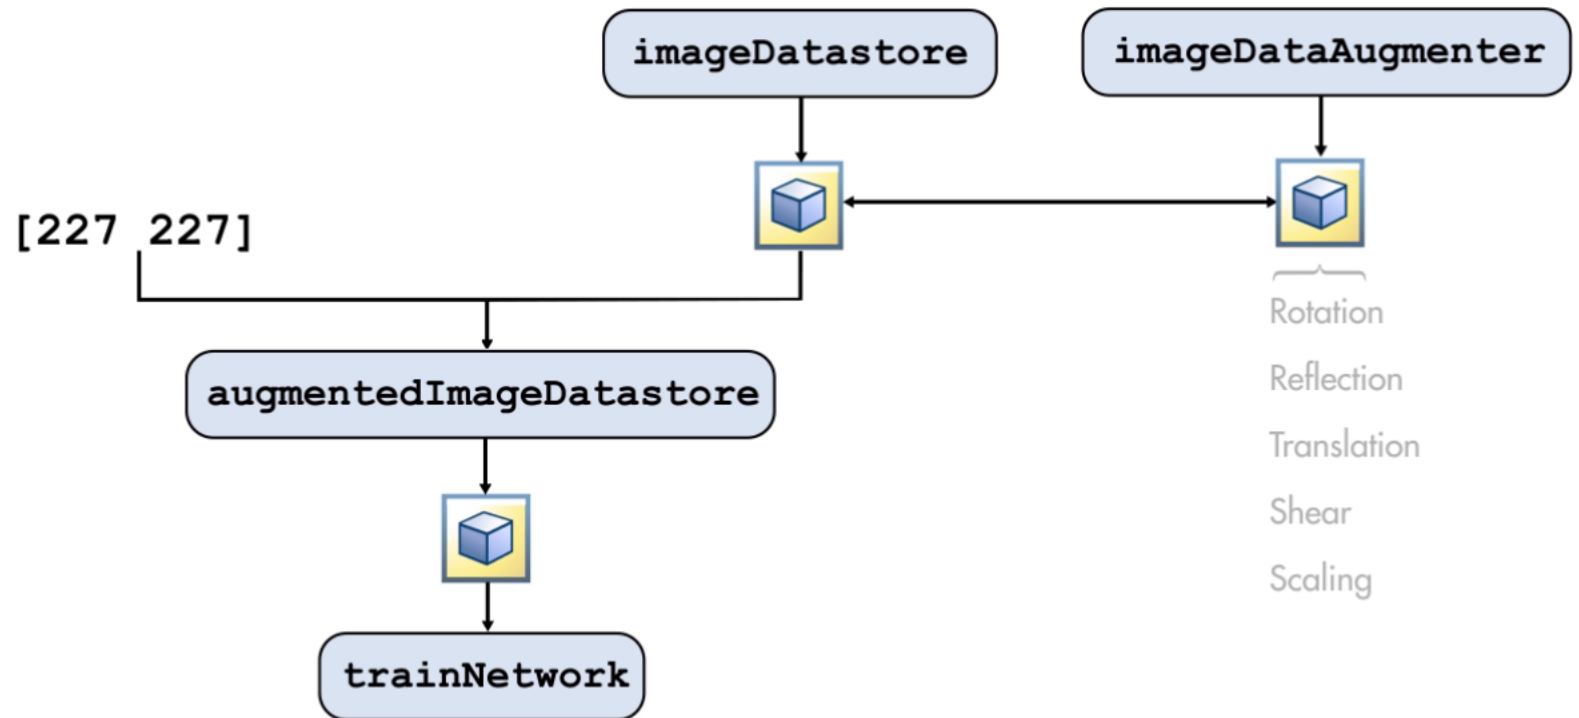 imageDatastore
imageDataAugmenter
[227 227]
augmentedImageDatastore
trainNetwork
Rotation
Reflection
Translation
Shear
Scaling